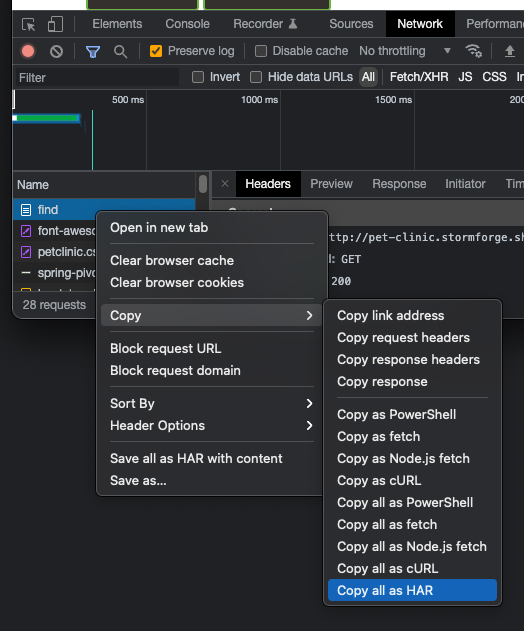 Elements Console Recorder Sources Network Performance
Preserve log Disable cache No throttling
Filter Invert Hide data URLs All Fetch/XHR JS CSS
500 ms 1000 ms 1500 ms
Name Headers Preview Response Initiator
find
font-aweso
petclinic.cs ttp://pet-clinic.stormforge.sh
spring-pivo l: GET
28 requests 200
Open in new tab
Clear browser cache
Clear browser cookies
Copy
Block request URL
Block request domain
Sort By
Header Options
Save all as HAR with content
Save as...
Copy link address
Copy request headers
Copy response headers
Copy response
Copy as PowerShell
Copy as fetch
Copy as Node.js fetch
Copy as cURL
Copy all as PowerShell
Copy all as fetch
Copy all as Node.js fetch
Copy all as cURL
Copy all as HAR